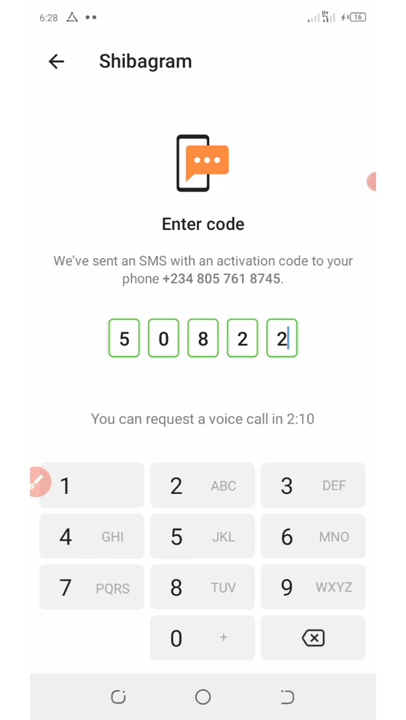 6:28
16
Shibagram
Enter code
We've sent an SMS with an activation code to your
phone +234 805 761 8745.
5 0 8 2 2
You can request a voice call in 2:10
1 2 ABC 3 DEF
4 GHI 5 JKL 6 MNO
7 PQRS 8 TUV 9 WXYZ
0 +